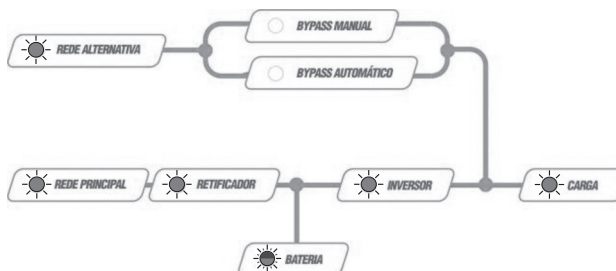 BYPASS MANUAL
REDE ALTERNATIVA
BYPASS AUTOMÁTICO
REDE PRINCIPAL
RETIFICADOR
INVERSOR
CARGA
BATERIA